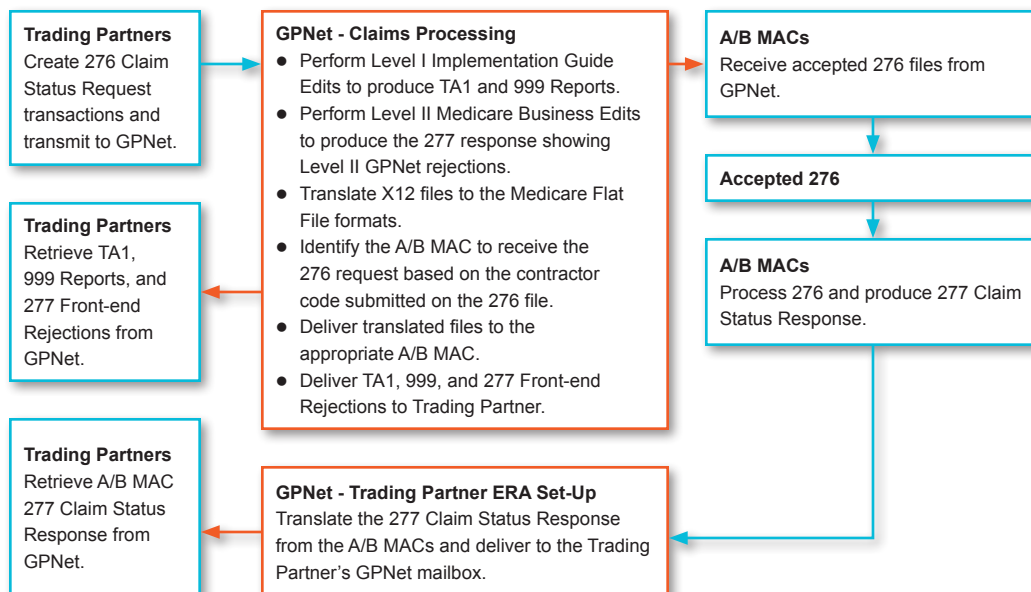 Trading Partners
Create 276 Claim
Status Request
transactions and
transmit to GPNet.
GPNet - Claims Processing
● Perform Level I Implementation Guide
Edits to produce TA1 and 999 Reports.
● Perform Level II Medicare Business Edits
to produce the 277 response showing
Level II GPNet rejections.
● Translate X12 files to the Medicare Flat
File formats.
● Identify the A/B MAC to receive the
276 request based on the contractor
code submitted on the 276 file.
● Deliver translated files to the
appropriate A/B MAC.
● Deliver TA1, 999, and 277 Front-end
Rejections to Trading Partner.
A/B MACs
Receive accepted 276 files from
GPNet.
Accepted 276
A/B MACs
Process 276 and produce 277 Claim
Status Response.
Trading Partners
Retrieve TA1,
999 Reports, and
277 Front-end
Rejections from
GPNet.
Trading Partners
Retrieve A/B MAC
277 Claim Status
Response from
GPNet.
GPNet - Trading Partner ERA Set-Up
Translate the 277 Claim Status Response
from the A/B MACs and deliver to the Trading
Partner’s GPNet mailbox.